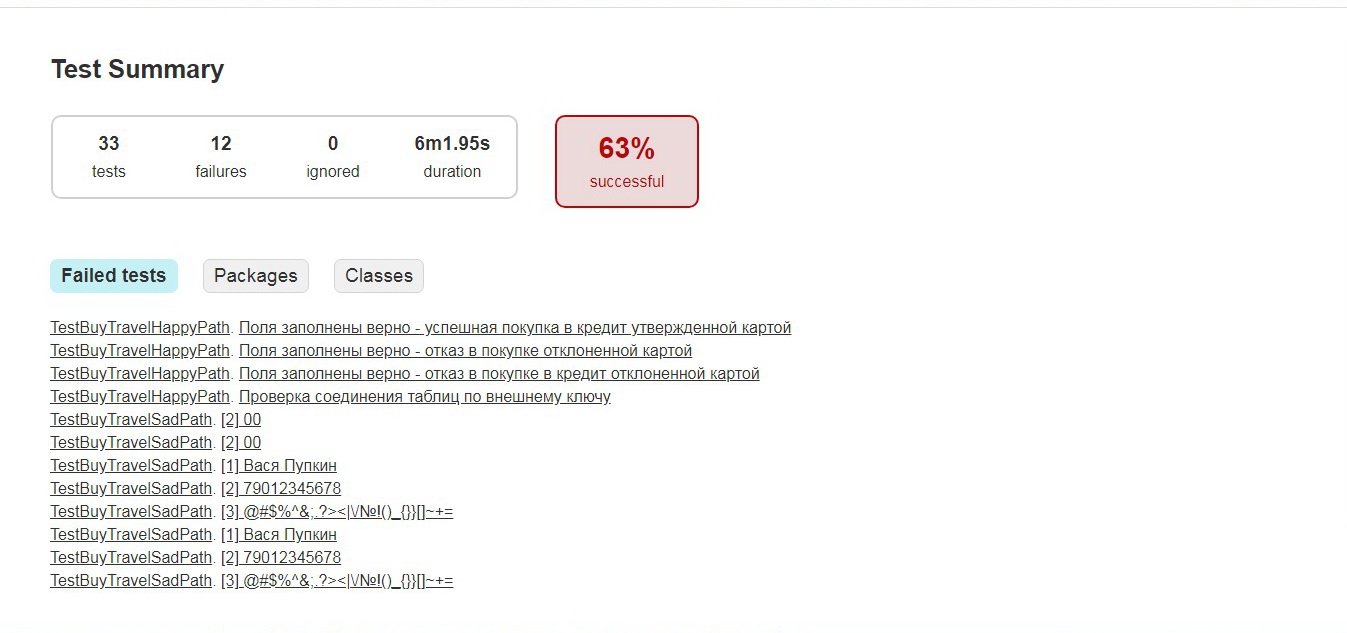 Test Summary
33 12 0 6m1.95s
tests failures ignored duration
63%
successful
Failed tests Packages Classes
TestBuyTravelHappyPath. Поля заполнены верно - успешная покупка в кредит утвержденной картой
TestBuyTravelHappyPath. Поля заполнены верно - отказ в покупке отклоненной картой
TestBuyTravelHappyPath. Поля заполнены верно - отказ в покупке в кредит отклоненной картой
TestBuyTravelHappyPath. Проверка соединения таблиц по внешнему ключу
TestBuyTravelSadPath. [2] 00
TestBuyTravelSadPath. [2] 00
TestBuyTravelSadPath. [1] Вася Пупкин
TestBuyTravelSadPath. [2] 79012345678
TestBuyTravelSadPath. [3] @#$%^&;.?><|\/№!()_{}}[]~+=
TestBuyTravelSadPath. [1] Вася Пупкин
TestBuyTravelSadPath. [2] 79012345678
TestBuyTravelSadPath. [3] @#$%^&;.?><|\/№!()_{}}[]~+=